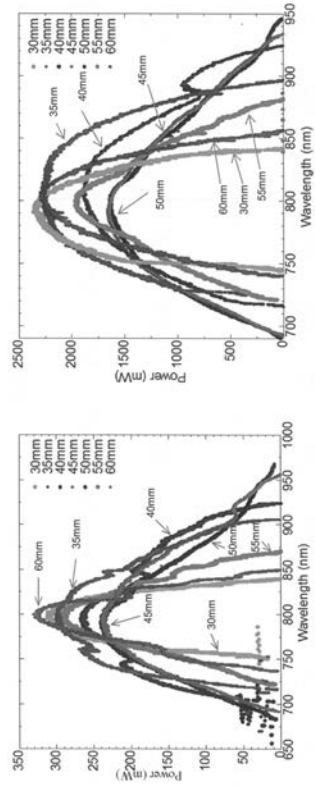 Power (mW)
350
300
250
200
150
100
50
0
650
700
750
800
850
900
950
1000
Wavelength (nm)
30mm
35mm
40mm
45mm
50mm
55mm
60mm
60mm
35mm
40mm
45mm
50mm
55mm
30mm
Power (mW)
2500
2000
1500
1000
500
0
700
750
800
850
900
950
Wavelength (nm)
30mm
35mm
40mm
45mm
50mm
55mm
60mm
35mm
40mm
45mm
50mm
60mm
30mm
55mm